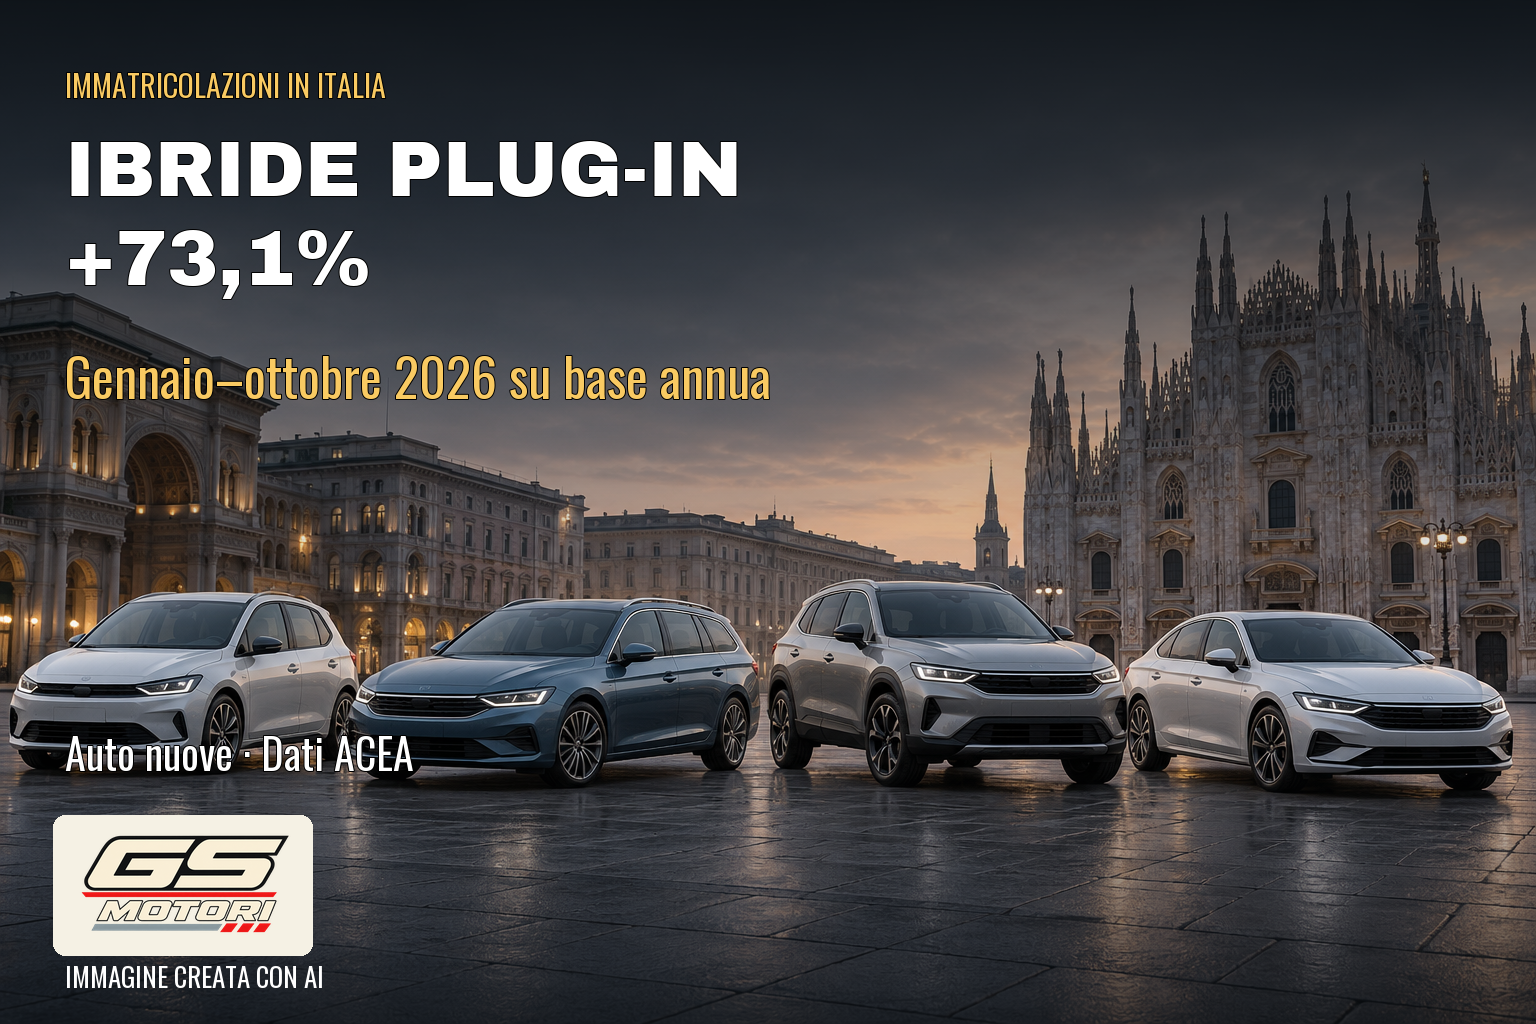 IMMATRICOLAZIONI IN ITALIA
IBRIDE PLUG-IN
+73,1%
Gennaio–ottobre 2026 su base annua
Auto nuove · Dati ACEA
GS
MOTORI
IMMAGINE CREATA CON AI